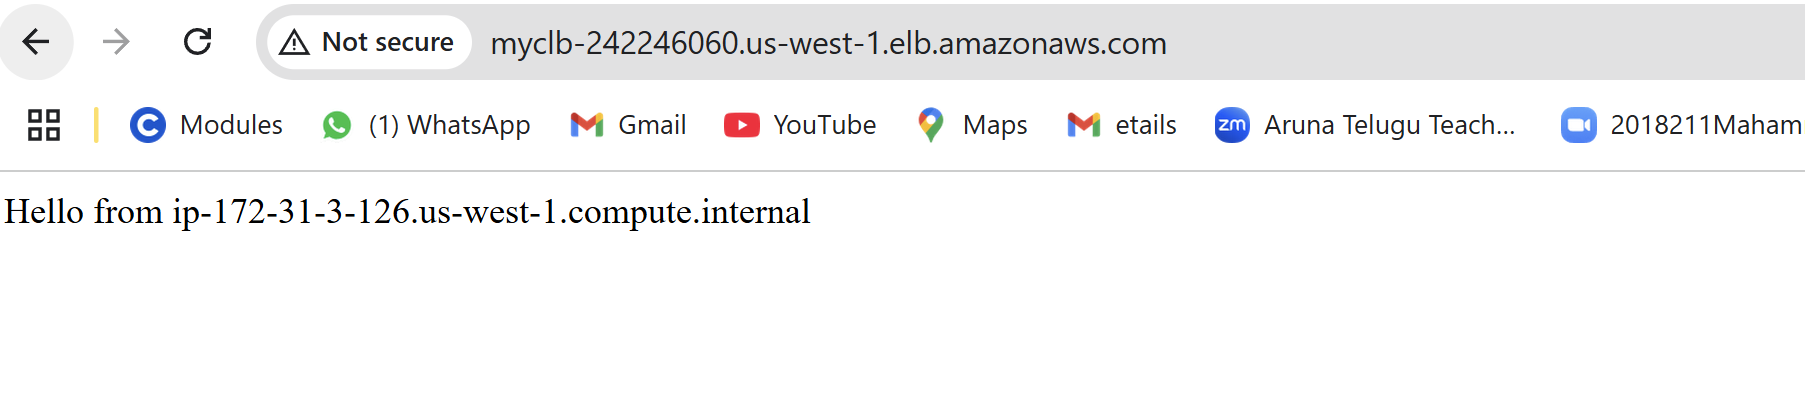 Not secure myclb-242246060.us-west-1.elb.amazonaws.com
Modules (1) WhatsApp Gmail YouTube Maps etails zm Aruna Telugu Teach... 2018211Maham
Hello from ip-172-31-3-126.us-west-1.compute.internal